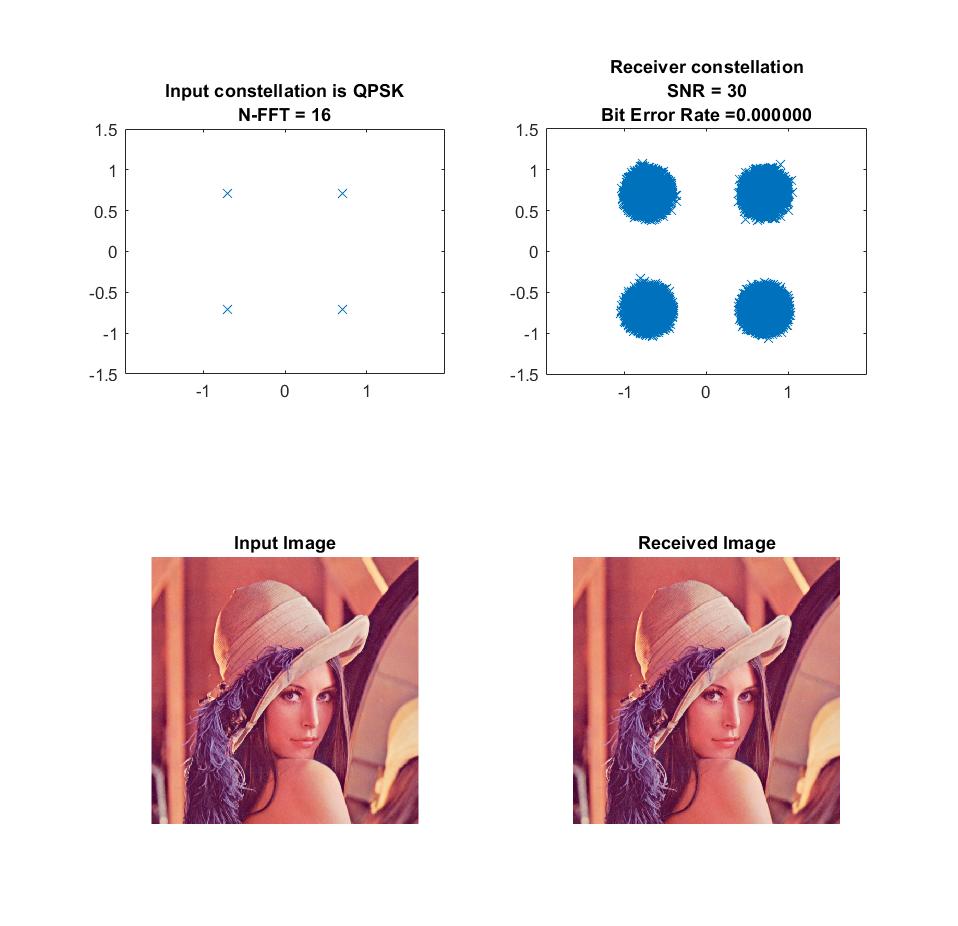 Input constellation is QPSK
N-FFT = 16
1.5
1
0.5
0
-0.5
-1
-1.5
-1 0 1
Receiver constellation
SNR = 30
Bit Error Rate =0.000000
1.5
1
0.5
0
-0.5
-1
-1.5
-1 0 1
Input Image
Received Image